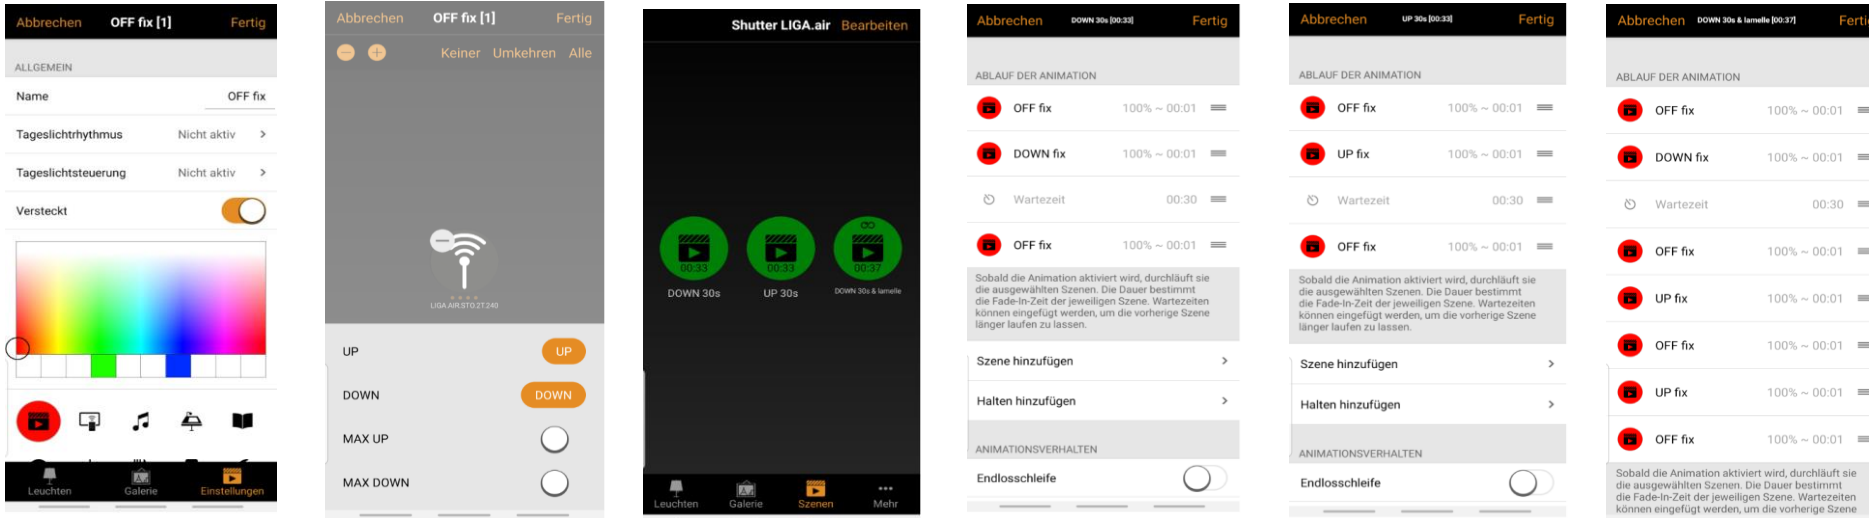 Abbrechen OFF fix [1] Fertig
ALLGEMEIN
Name OFF fix
Tageslichtrhythmus Nicht aktiv >
Tageslichtsteuerung Nicht aktiv >
Versteckt
Leuchten Galerie Einstellungen
Abbrechen OFF fix [1] Fertig
Keiner Umkehren Alle
LIGA.AIR.STO.2T.240
UP UP
DOWN DOWN
MAX UP
MAX DOWN
Shutter LIGA.air Bearbeiten
00:33 00:33 00:37
DOWN 30s UP 30s DOWN 30s & lamelle
Leuchten Galerie Szenen Mehr
Abbrechen DOWN 30s [00:33] Fertig
ABLAUF DER ANIMATION
OFF fix 100% ~ 00:01
DOWN fix 100% ~ 00:01
Wartezeit 00:30
OFF fix 100% ~ 00:01
Sobald die Animation aktiviert wird, durchläuft sie
die ausgewählten Szenen. Die Dauer bestimmt
die Fade-In-Zeit der jeweiligen Szene. Wartezeiten
können eingefügt werden, um die vorherige Szene
länger laufen zu lassen.
Szene hinzufügen >
Halten hinzufügen >
ANIMATIONSVERHALTEN
Endlosschleife
Abbrechen UP 30s [00:33] Fertig
ABLAUF DER ANIMATION
OFF fix 100% ~ 00:01
UP fix 100% ~ 00:01
Wartezeit 00:30
OFF fix 100% ~ 00:01
Sobald die Animation aktiviert wird, durchläuft sie
die ausgewählten Szenen. Die Dauer bestimmt
die Fade-In-Zeit der jeweiligen Szene. Wartezeiten
können eingefügt werden, um die vorherige Szene
länger laufen zu lassen.
Szene hinzufügen >
Halten hinzufügen >
ANIMATIONSVERHALTEN
Endlosschleife
Abbrechen DOWN 30s & lamelle [00:37] Ferti
ABLAUF DER ANIMATION
OFF fix 100% ~ 00:01
DOWN fix 100% ~ 00:01
Wartezeit 00:30
OFF fix 100% ~ 00:01
UP fix 100% ~ 00:01
OFF fix 100% ~ 00:01
UP fix 100% ~ 00:01
OFF fix 100% ~ 00:01
Sobald die Animation aktiviert wird, durchläuft sie
die ausgewählten Szenen. Die Dauer bestimmt
die Fade-In-Zeit der jeweiligen Szene. Wartezeiten
können eingefügt werden, um die vorherige Szene